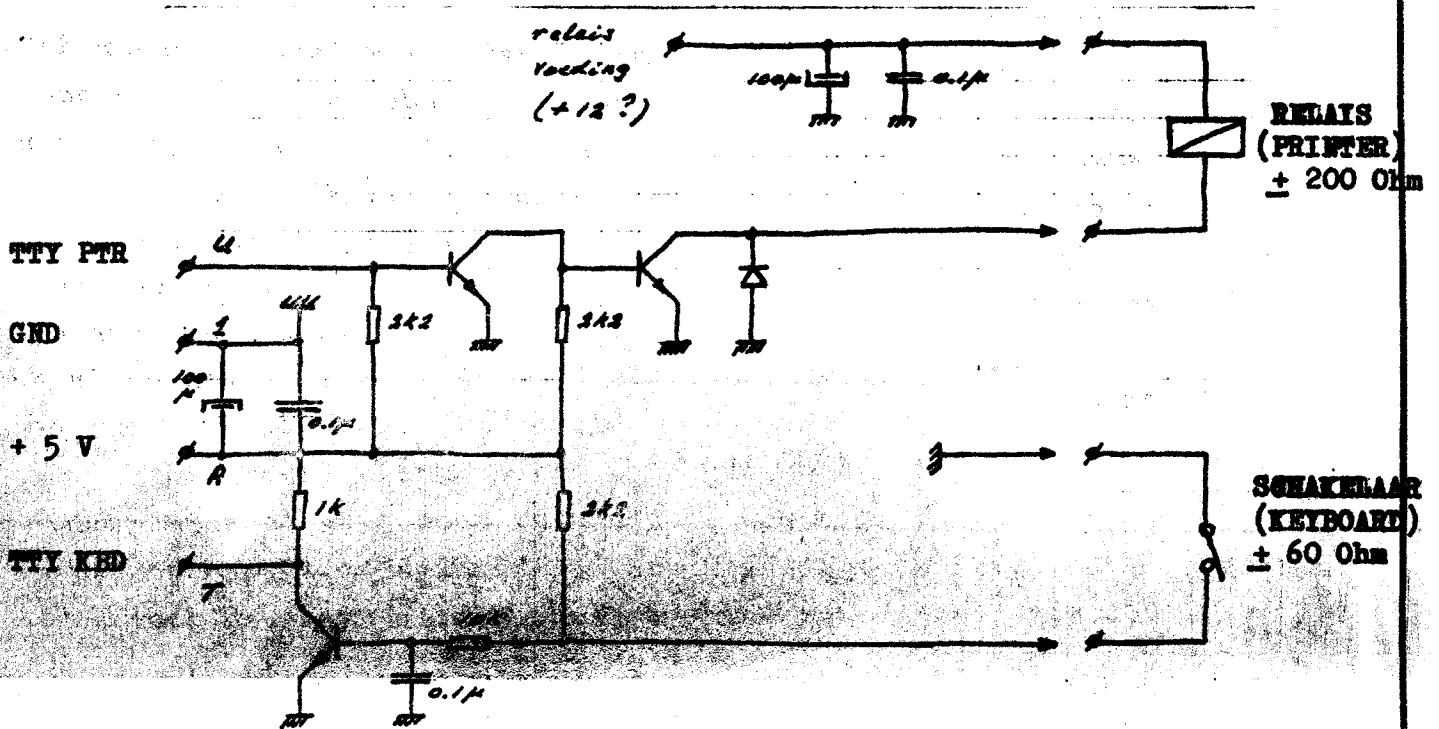 relais
voeding
(+12 ?)
100µ
0.1µ
RELAIS
(PRINTER)
± 200 Ohm
TTY PTR
U
2k2
2k2
GND
1
100
µ
0.1µ
+ 5 V
A
1k
2k2
SCHAKELAAR
(KEYBOARD)
± 60 Ohm
TTY KBD
T
0.1µ